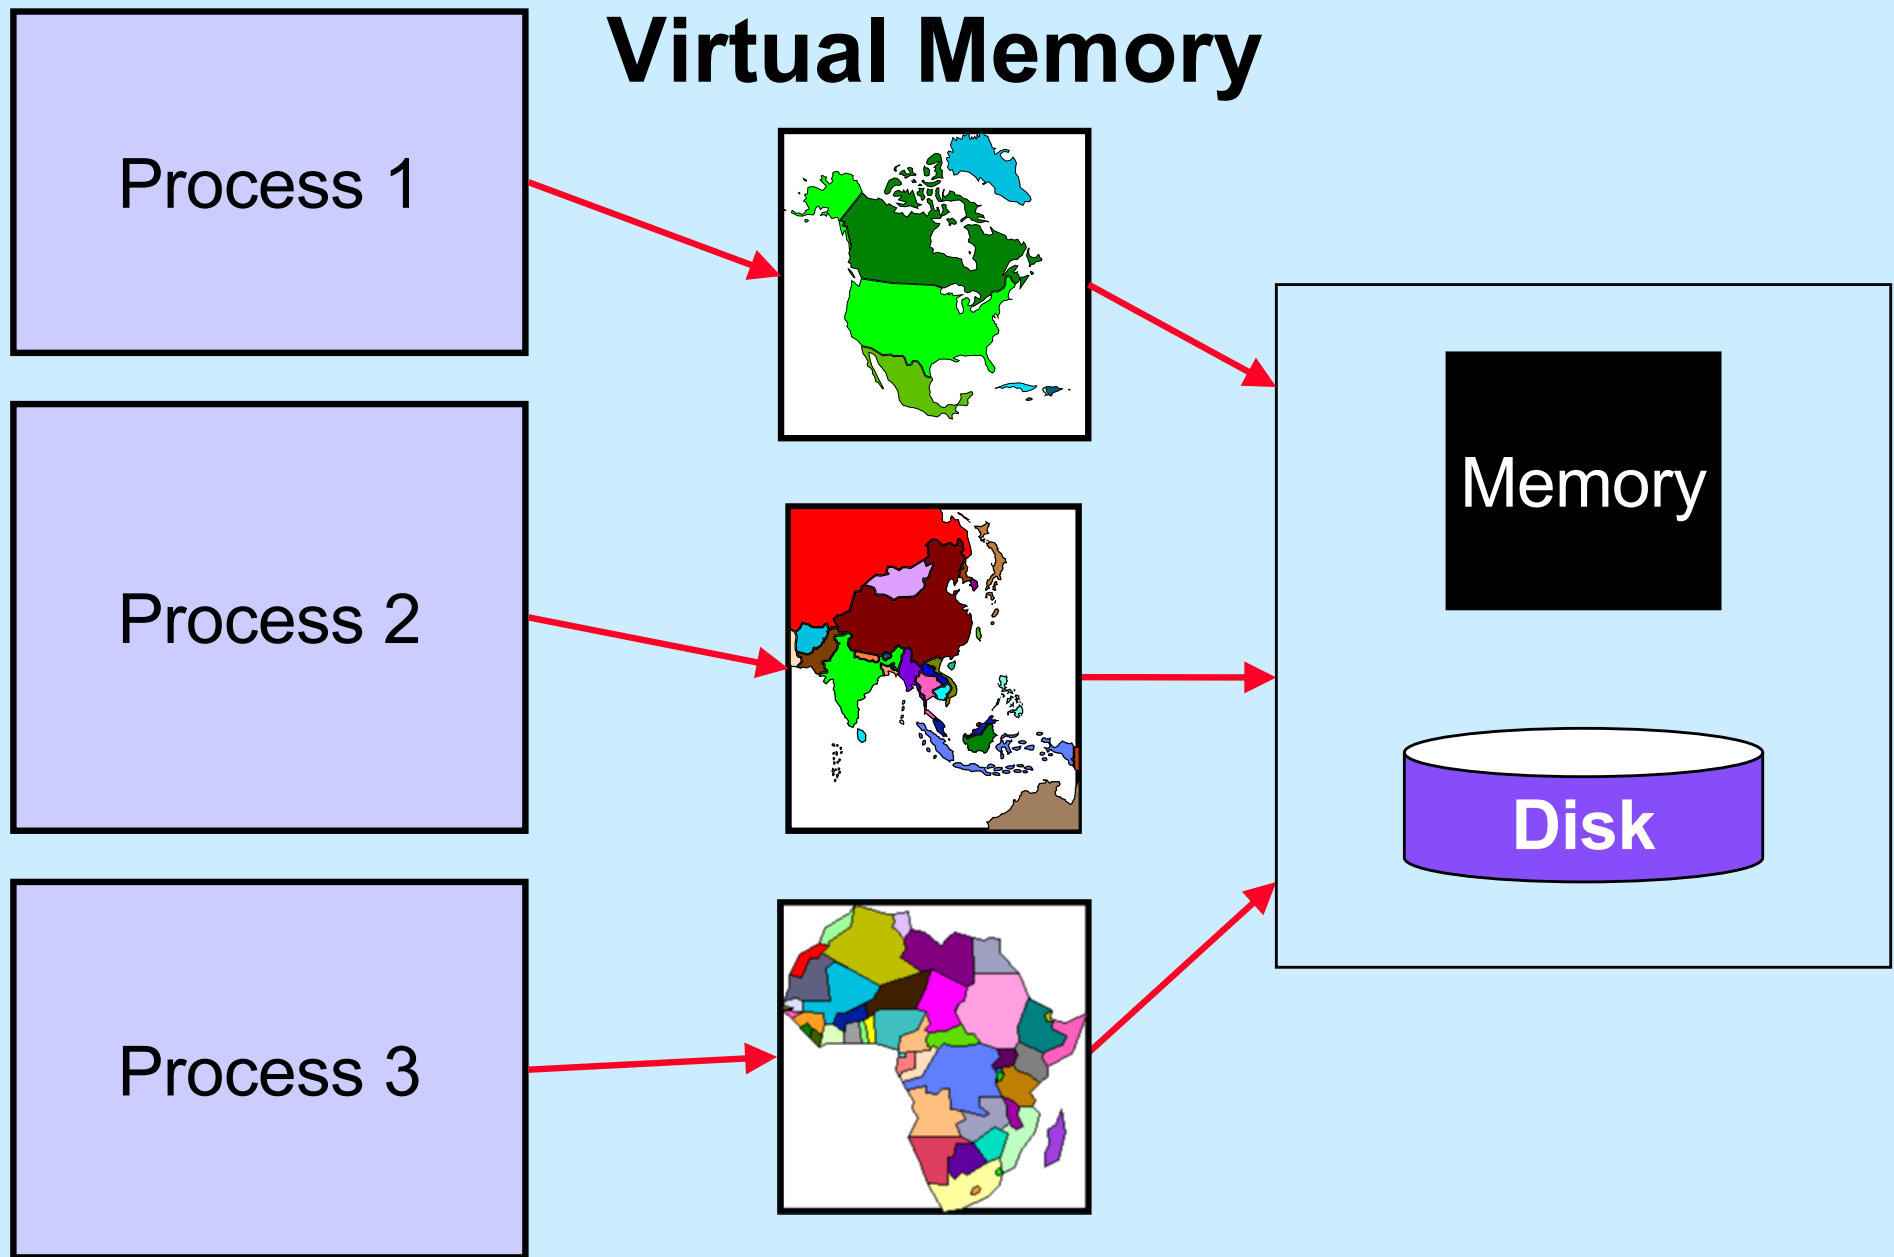 Virtual Memory
Process 1
Process 2
Process 3
Memory
Disk